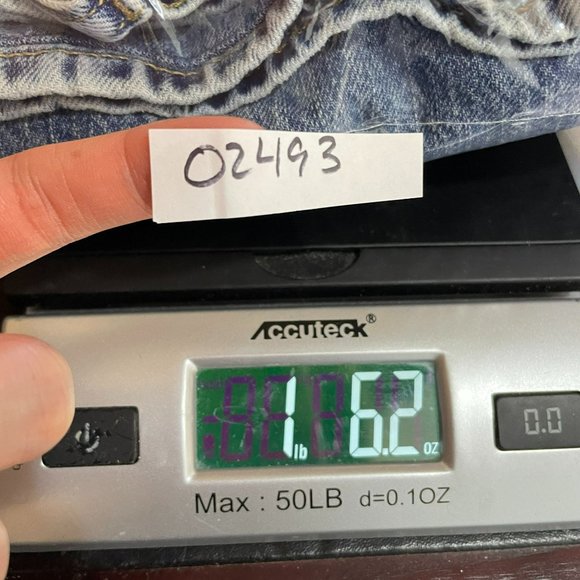 02493
Accuteck®
1 lb 6.2 oz
0.0
Max : 50LB d=0.1OZ